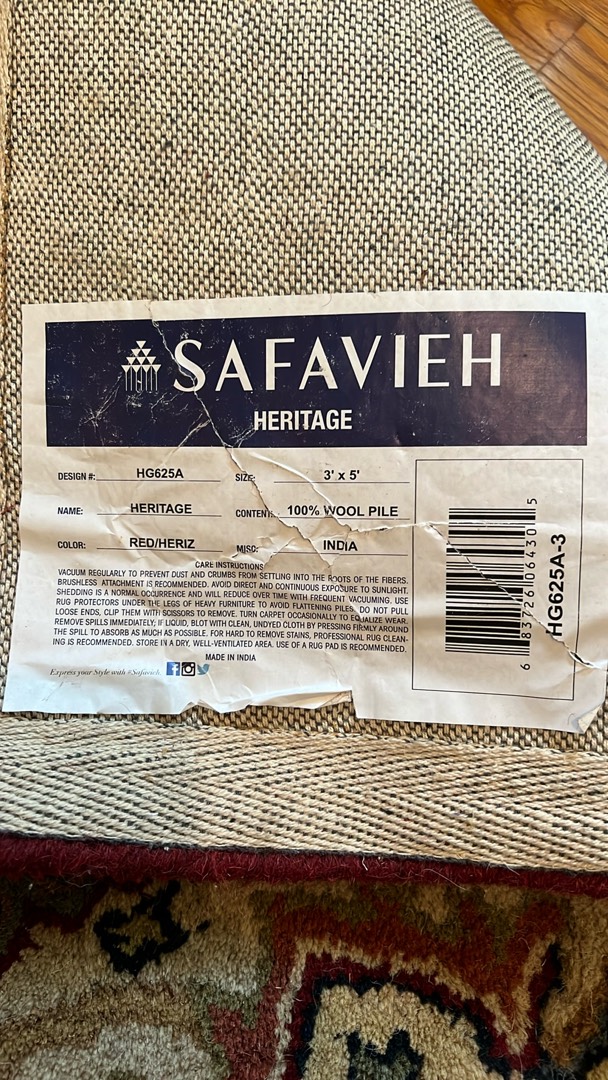 SAFAVIEH
HERITAGE
DESIGN #: HG625A SIZE: 3' x 5'
NAME: HERITAGE CONTENT: 100% WOOL PILE
COLOR: RED/HERIZ MISC: INDIA
CARE INSTRUCTIONS
VACUUM REGULARLY TO PREVENT DUST AND CRUMBS FROM SETTLING INTO THE ROOTS OF THE FIBERS.
BRUSHLESS ATTACHMENT IS RECOMMENDED. AVOID DIRECT AND CONTINUOUS EXPOSURE TO SUNLIGHT.
SHEDDING IS A NORMAL OCCURRENCE AND WILL REDUCE OVER TIME WITH FREQUENT VACUUMING. USE
RUG PROTECTORS UNDER THE LEGS OF HEAVY FURNITURE TO AVOID FLATTENING PILES. DO NOT PULL
LOOSE ENDS, CLIP THEM WITH SCISSORS TO REMOVE. TURN CARPET OCCASIONALLY TO EQUALIZE WEAR.
REMOVE SPILLS IMMEDIATELY, IF LIQUID, BLOT WITH CLEAN, UNDYED CLOTH BY PRESSING FIRMLY AROUND
THE SPILL TO ABSORB AS MUCH AS POSSIBLE. FOR HARD TO REMOVE STAINS, PROFESSIONAL RUG CLEAN-
ING IS RECOMMENDED. STORE IN A DRY, WELL-VENTILATED AREA. USE OF A RUG PAD IS RECOMMENDED.
MADE IN INDIA
Express your Style with #Safavieh
6 83726 06430 5
HG625A-3